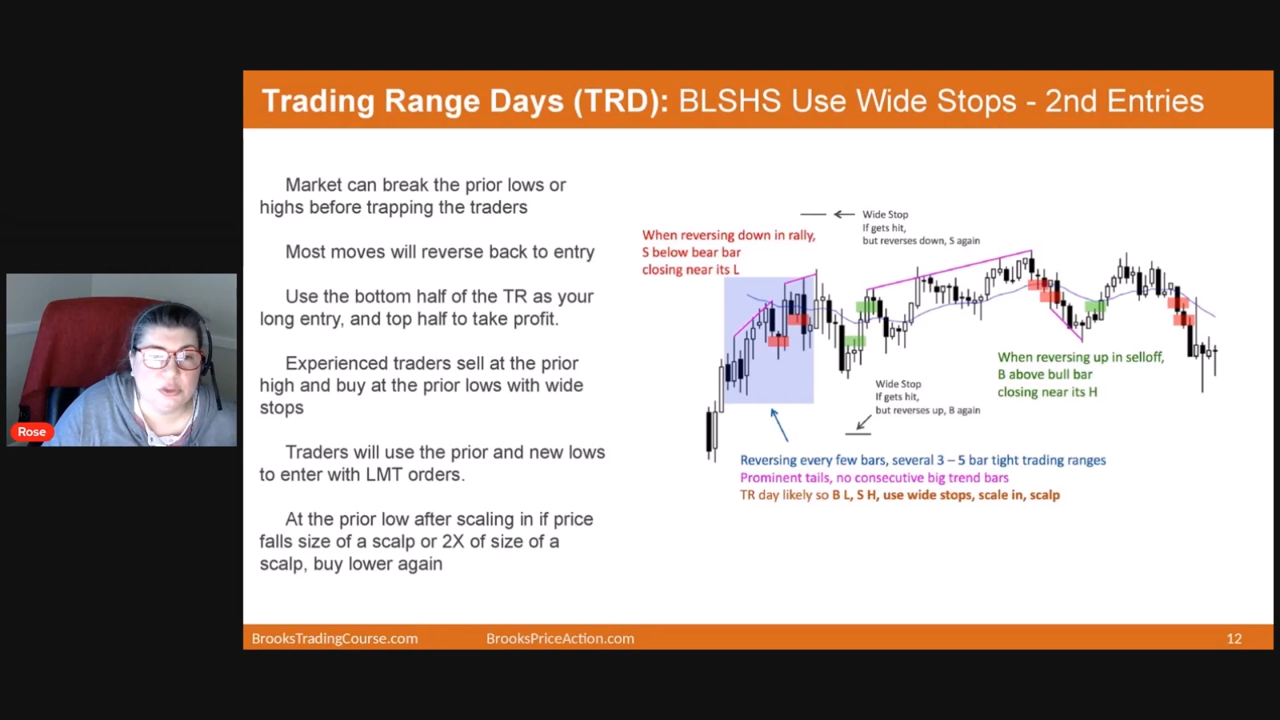 Trading Range Days (TRD): BLSHS Use Wide Stops - 2nd Entries
Market can break the prior lows or
highs before trapping the traders
Most moves will reverse back to entry
Use the bottom half of the TR as your
long entry, and top half to take profit.
Experienced traders sell at the prior
high and buy at the prior lows with wide
stops
Traders will use the prior and new lows
to enter with LMT orders.
At the prior low after scaling in if price
falls size of a scalp or 2X of size of a
scalp, buy lower again
When reversing down in rally,
S below bear bar
closing near its L
Wide Stop
If gets hit,
but reverses down, S again
When reversing up in selloff,
B above bull bar
closing near its H
Wide Stop
If gets hit,
but reverses up, B again
Reversing every few bars, several 3 – 5 bar tight trading ranges
Prominent tails, no consecutive big trend bars
TR day likely so B L, S H, use wide stops, scale in, scalp
Rose
BrooksTradingCourse.com
BrooksPriceAction.com
12